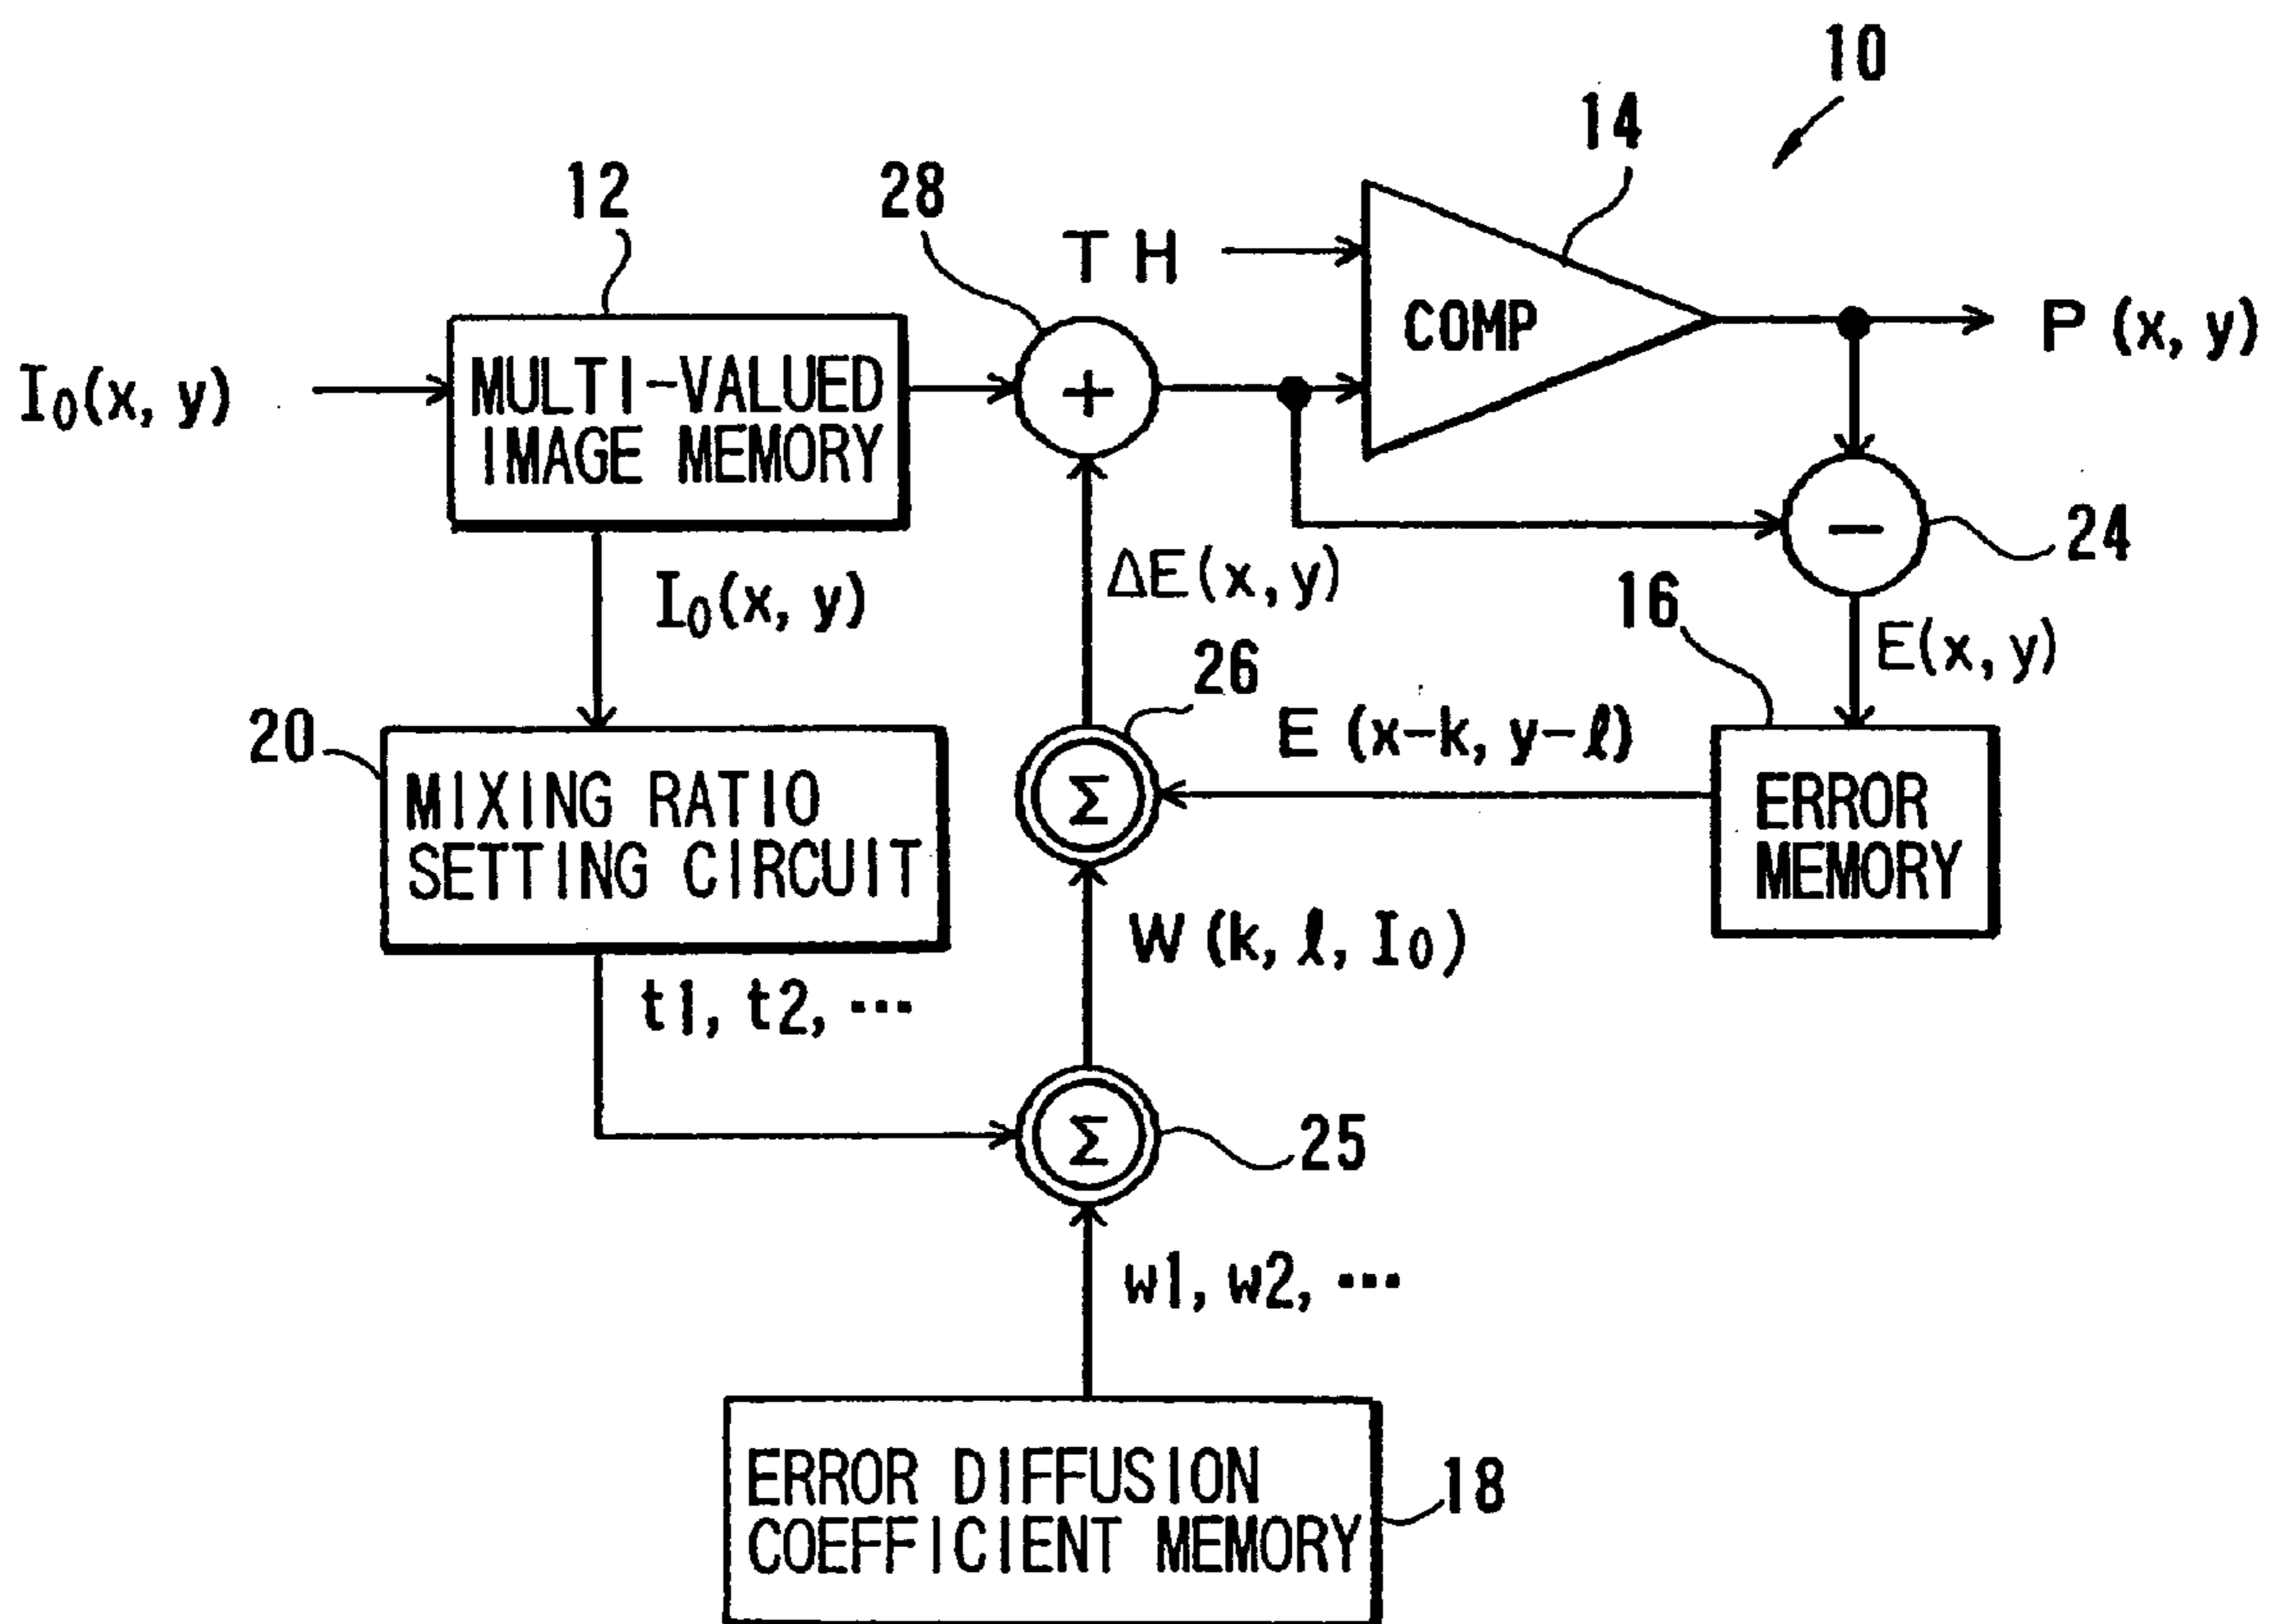 10
14
12
28
TH
COMP
P (x, y)
I₀(x, y)
MULTI-VALUED
IMAGE MEMORY
+
−
24
ΔE(x, y)
I₀(x, y)
16
E(x, y)
26
20
E (x−k, y−ℓ)
MIXING RATIO
SETTING CIRCUIT
Σ
ERROR
MEMORY
W (k, ℓ, I₀)
t1, t2, ···
Σ
25
w1, w2, ···
ERROR DIFFUSION
COEFFICIENT MEMORY
18